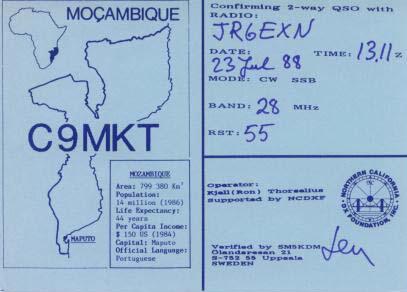 MOÇAMBIQUE
C9MKT
MOZAMBIQUE
Area: 799 380 Km²
Population:
14 million (1986)
Life Expectancy:
44 years
Per Capita Income:
$ 150 US (1984)
Capital: Maputo
Official Language:
Portuguese
MAPUTO
Confirming 2-way QSO with
RADIO:
JR6EXN
DATE: TIME: 13.11 z
23 Jul 88
MODE: CW SSB
BAND: 28 MHz
RST: 55
Operator:
Kjell(Ron) Thorselius
Supported by NCDXF
NORTHERN CALIFORNIA
DX FOUNDATION, INC.
Verified by SM5KDM
Ölandsresan 21
S-752 55 Uppsala
SWEDEN